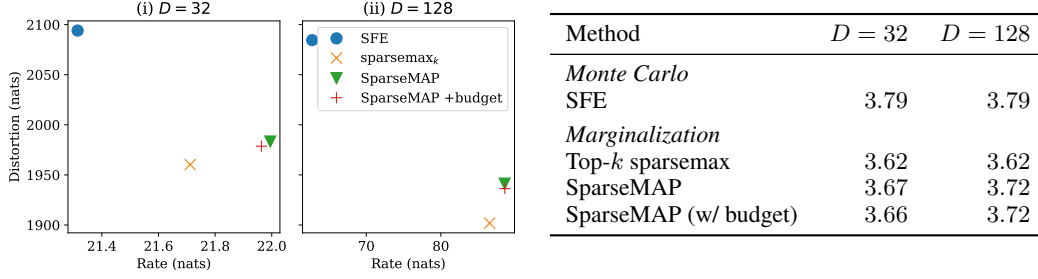 (i) D = 32
(ii) D = 128
2100
2050
2000
1950
1900
Distortion (nats)
21.4 21.6 21.8 22.0
Rate (nats)
70 80
Rate (nats)
SFE
sparsemaxk
SparseMAP
SparseMAP +budget
Method D = 32 D = 128
Monte Carlo
SFE 3.79 3.79
Marginalization
Top-k sparsemax 3.62 3.62
SparseMAP 3.67 3.72
SparseMAP (w/ budget) 3.66 3.72